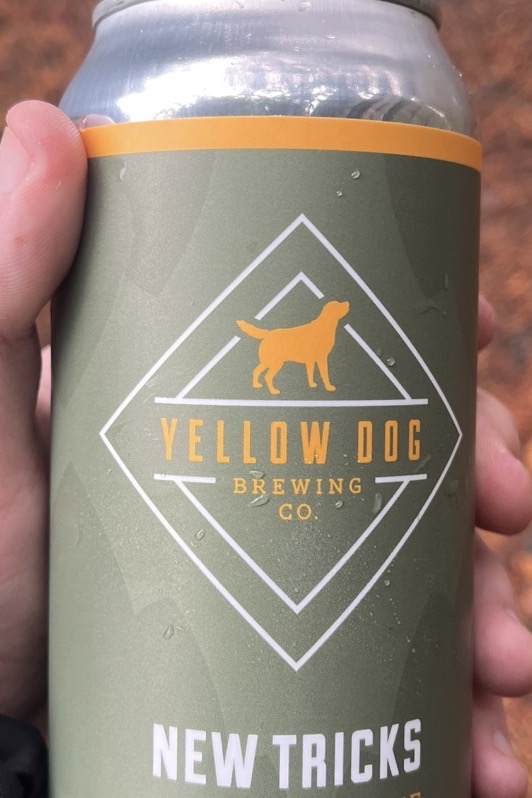 YELLOW DOG
BREWING
CO.
NEW TRICKS